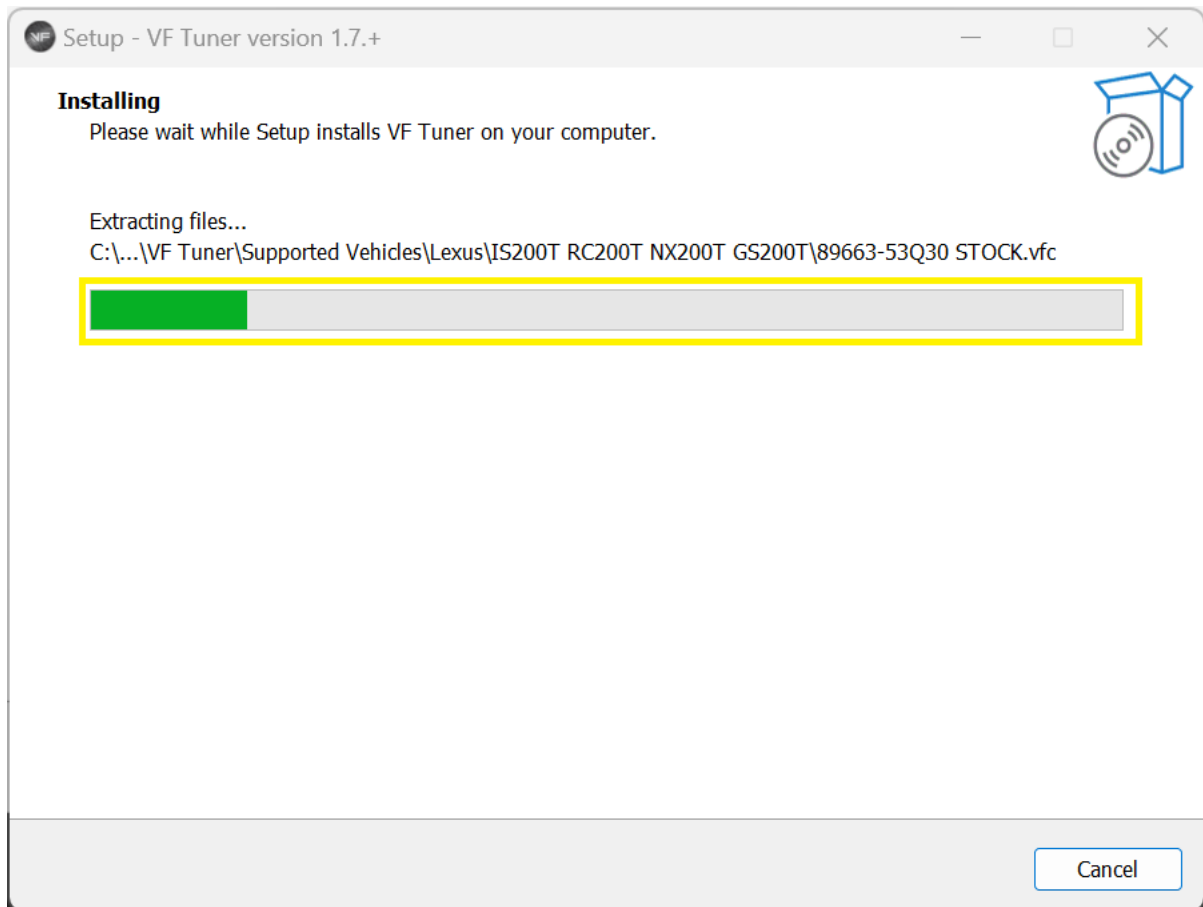 VF Setup - VF Tuner version 1.7.+
Installing
Please wait while Setup installs VF Tuner on your computer.
Extracting files...
C:\...\VF Tuner\Supported Vehicles\Lexus\IS200T RC200T NX200T GS200T\89663-53Q30 STOCK.vfc
Cancel